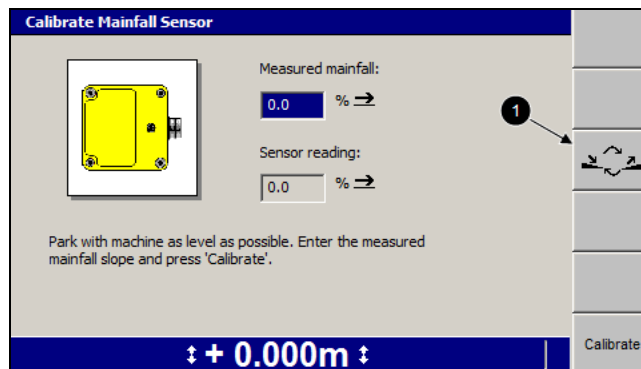 Calibrate Mainfall Sensor
Measured mainfall:
0.0 %
1
Sensor reading:
0.0 %
Park with machine as level as possible. Enter the measured
mainfall slope and press 'Calibrate'.
+ 0.000m
Calibrate